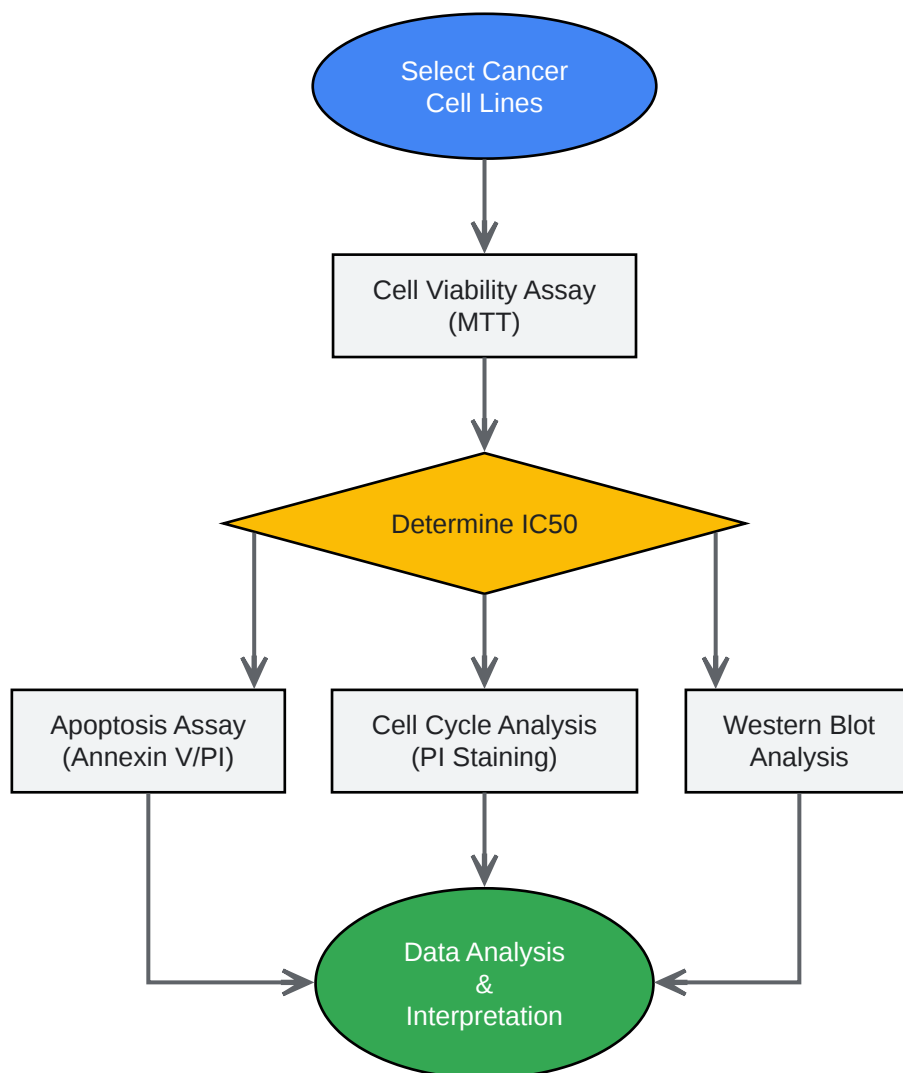 Select Cancer
Cell Lines
Cell Viability Assay
(MTT)
Determine IC50
Apoptosis Assay
(Annexin V/PI)
Cell Cycle Analysis
(PI Staining)
Western Blot
Analysis
Data Analysis
&
Interpretation